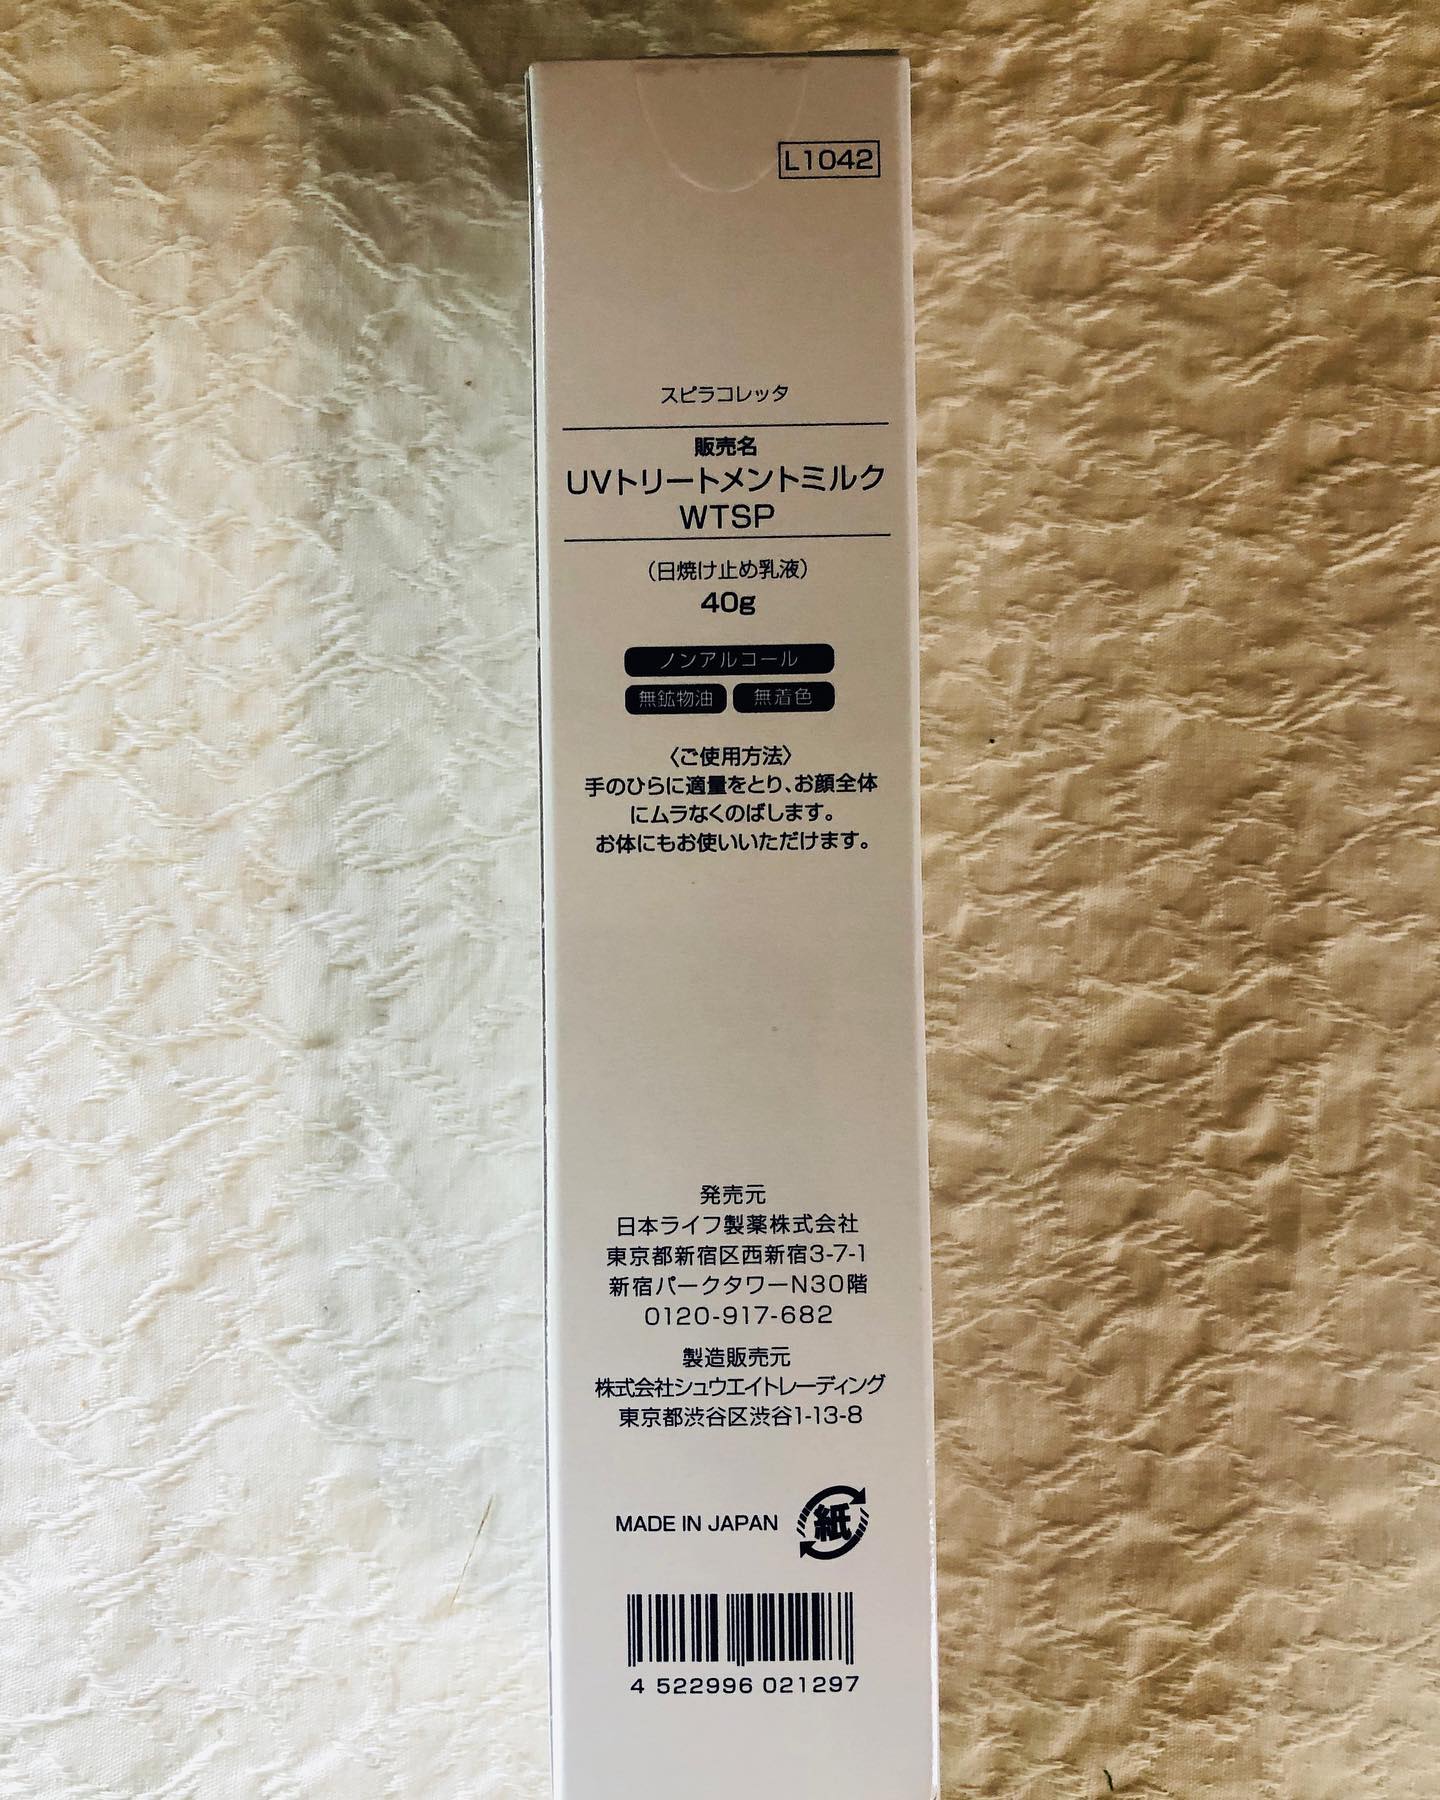 L1042
スピラコレッタ
販売名
UVトリートメントミルク
WTSP
（日焼け止め乳液）
40g
ノンアルコール
無鉱物油 無着色
〈ご使用方法〉
手のひらに適量をとり、お顔全体
にムラなくのばします。
お体にもお使いいただけます。
発売元
日本ライフ製薬株式会社
東京都新宿区西新宿3-7-1
新宿パークタワーN30階
0120-917-682
製造販売元
株式会社シュウエイトレーディング
東京都渋谷区渋谷1-13-8
MADE IN JAPAN 紙
4 522996 021297